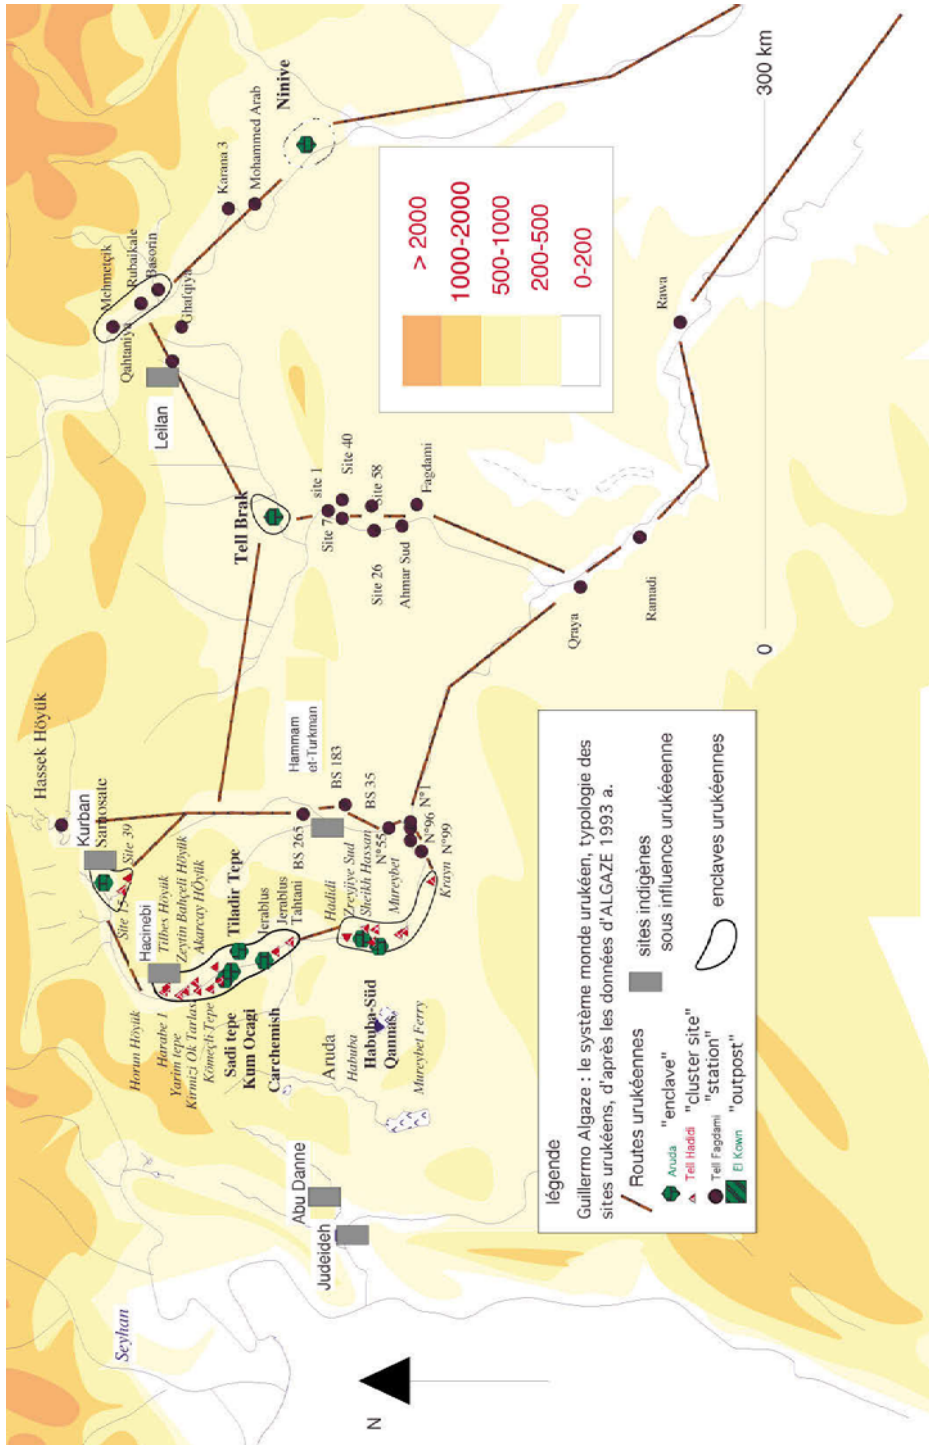 Seyhan
N
Judeideh
Abu Danne
Hassek Höyük
Kurban
Samosate
Site 39
Site 15
Hacinebi
Tilbes Höyük
Zeytin Bahçeli Höyük
Akarcay HÖyük
Tiladir Tepe
Jerablus
Jerablus
Tahtani
Horum Höyük
Harabe 1
Yarim tepe
Kirmizi Ok Tarlasi
Kömeçli Tepe
Sadi tepe
Kum Ocagi
Carchemish
Aruda
Habuba
Habuba-Süd
Qannas
Mureybet Ferry
Hadidi
Zreyjiye Sud
Sheikh Hassan
Mureybet
Krayn
BS 265
Hammam
et-Turkman
BS 183
BS 35
N°55
N°1
N°96
N°99
Tell Brak
site 1
Site 7
Site 40
Site 58
Site 26
Ahmar Sud
Fagdami
Qraya
Ramadi
Rawa
Leilan
Qahtaniya
Mehmetçik
Rubaikale
Basorin
Ghafqiya
Karana 3
Mohammed Arab
Ninive
> 2000
1000-2000
500-1000
200-500
0-200
0
300 km
légende
Guillermo Algaze : le système monde urukéen, typologie des
sites urukéens, d'après les données d'ALGAZE 1993 a.
Routes urukéennes
sites indigènes
sous influence urukéeenne
Aruda "enclave"
Tell Hadidi "cluster site"
Tell Fagdami "station"
El Kown "outpost"
enclaves urukéennes